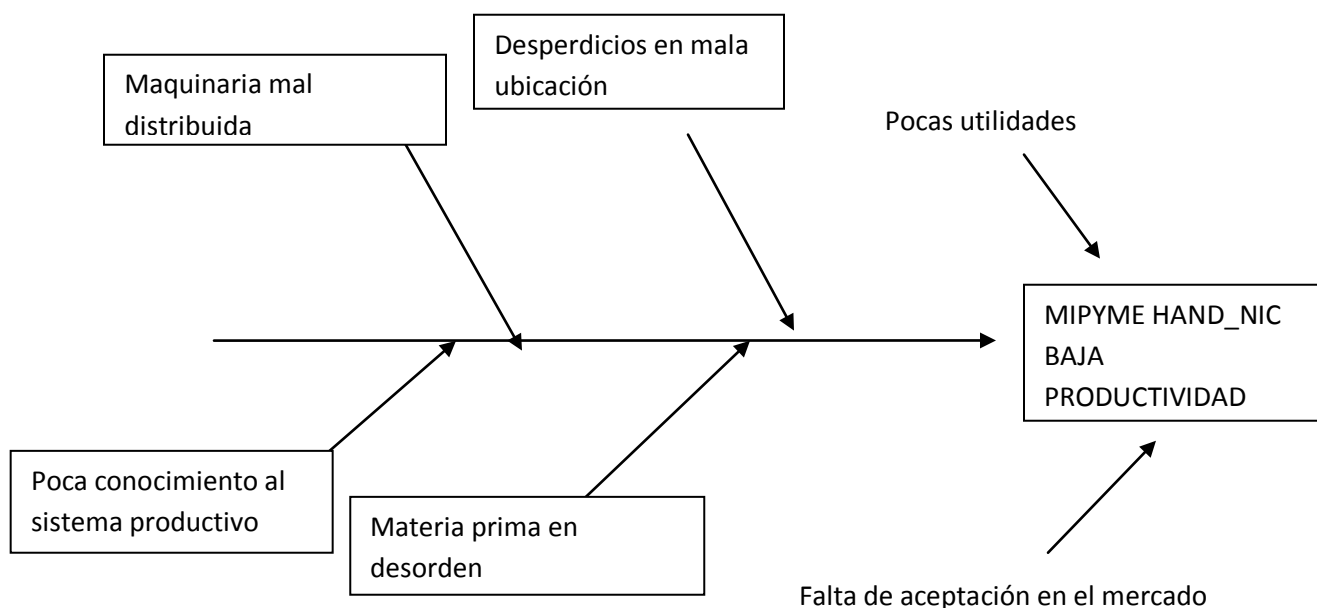 Desperdicios en mala
ubicación
Maquinaria mal
distribuida
Pocas utilidades
MIPYME HAND_NIC
BAJA
PRODUCTIVIDAD
Poca conocimiento al
sistema productivo
Materia prima en
desorden
Falta de aceptación en el mercado